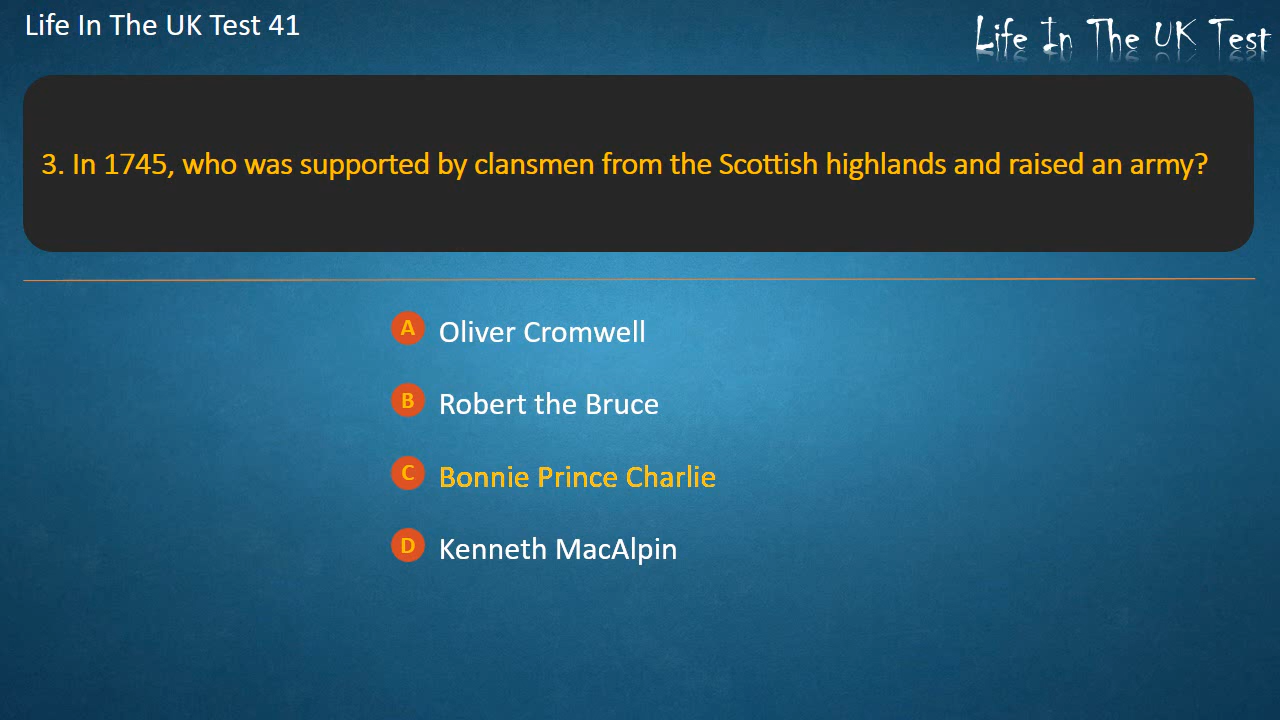 Life In The UK Test 41
Life In The UK Test
3. In 1745, who was supported by clansmen from the Scottish highlands and raised an army?
A Oliver Cromwell
B Robert the Bruce
C Bonnie Prince Charlie
D Kenneth MacAlpin